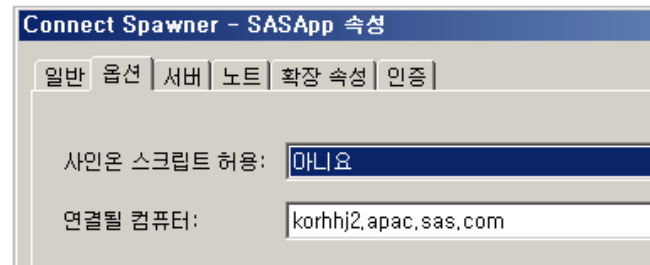 Connect Spawner - SASApp 속성
일반 옵션 서버 노트 확장 속성 인증
사인온 스크립트 허용: 아니요
연결될 컴퓨터: korhhj2.apac.sas.com